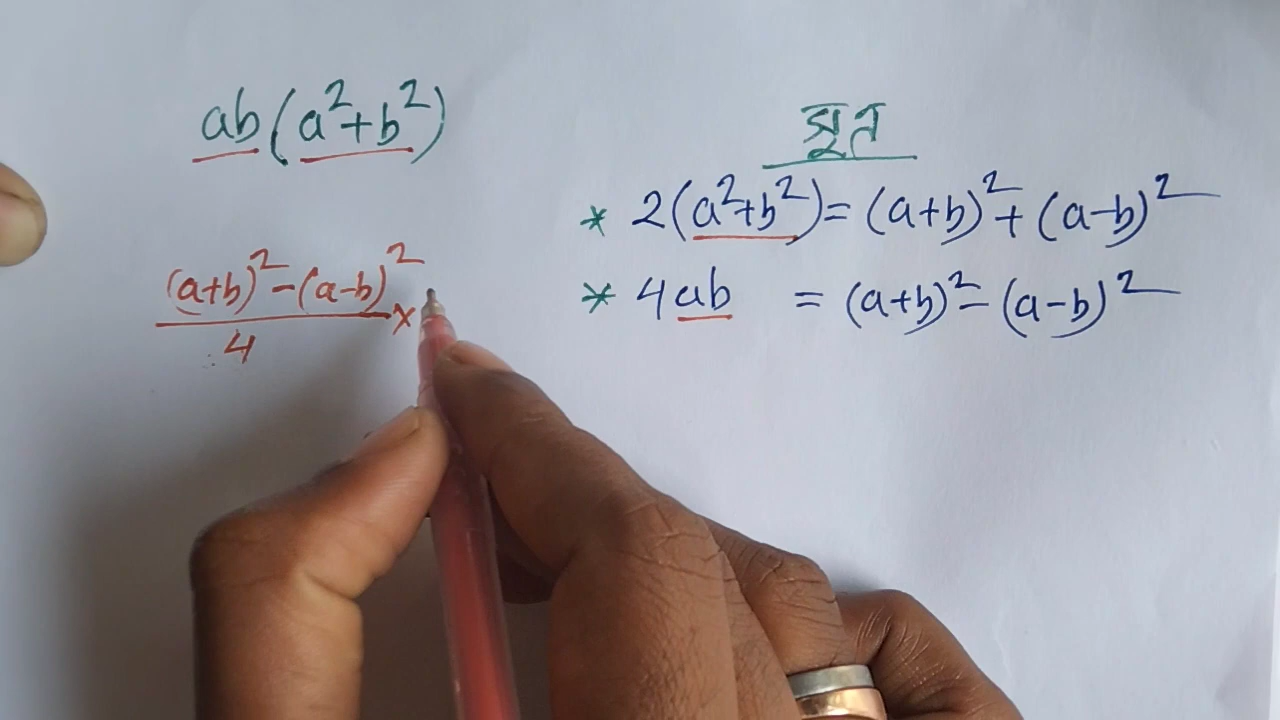 ab(a²+b²)
সূত্র
* 2(a²+b²)=(a+b)²+(a-b)²
* 4ab = (a+b)²-(a-b)²
(a+b)²-(a-b)²/4 ×